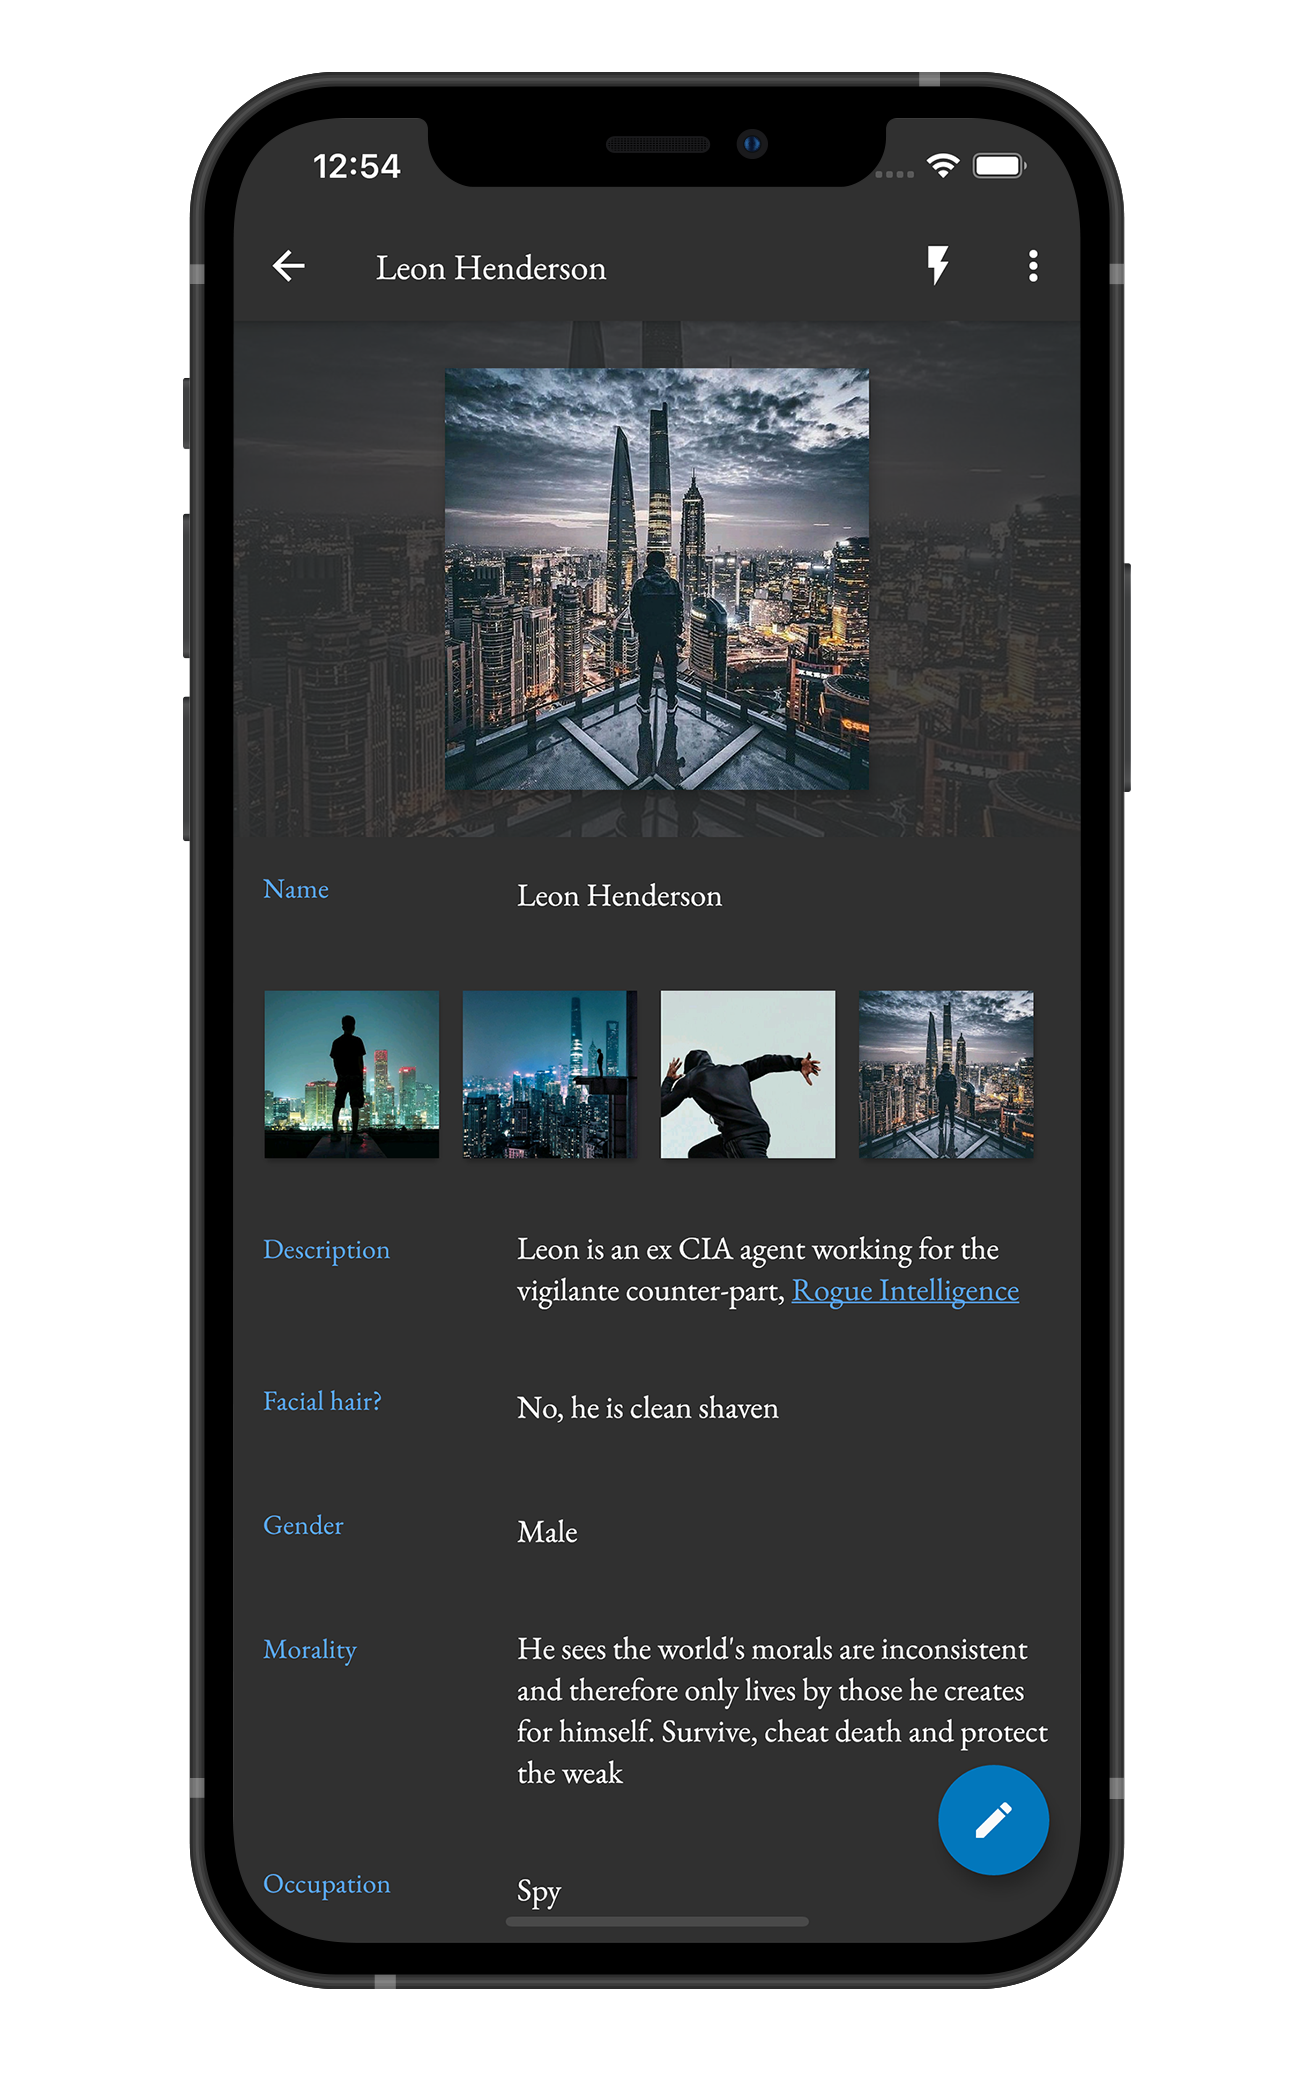 12:54
Leon Henderson
Name
Leon Henderson
Description
Leon is an ex CIA agent working for the
vigilante counter-part, Rogue Intelligence
Facial hair?
No, he is clean shaven
Gender
Male
Morality
He sees the world's morals are inconsistent
and therefore only lives by those he creates
for himself. Survive, cheat death and protect
the weak
Occupation
Spy